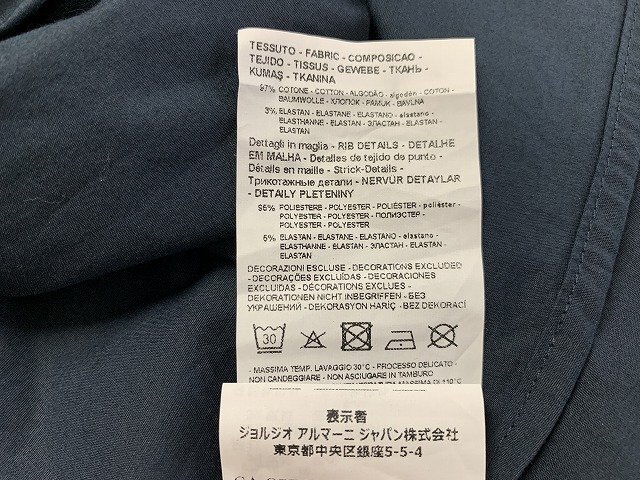 TESSUTO - FABRIC - COMPOSICAO -
TEJIDO - TISSUS - GEWEBE - ТКАНЬ -
KUMAŞ - TKANINA
97% COTONE - COTTON - ALGODÃO - algodón - COTON -
BAUMWOLLE - ХЛОПОК - PAMUK - BAVLNA
3% ELASTAN - ELASTANE - ELASTANO - elastano -
ELASTHANNE - ELASTAN - ЭЛАСТАН - ELASTAN -
ELASTAN
Dettagli in maglia - RIB DETAILS - DETALHE
EM MALHA - Detalles de tejido de punto -
Détails en maille - Strick-Details -
Трикотажные детали - NERVÜR DETAYLAR
- DETAILY PLETENINY
95% POLIESTERE - POLYESTER - POLIÉSTER - poliéster -
POLYESTER - POLYESTER - ПОЛИЭСТЕР -
POLYESTER - POLYESTER
5% ELASTAN - ELASTANE - ELASTANO - elastano -
ELASTHANNE - ELASTAN - ЭЛАСТАН - ELASTAN -
ELASTAN
DECORAZIONI ESCLUSE - DECORATIONS EXCLUDED
- DECORAÇÕES EXCLUÍDAS - DECORACIONES
EXCLUIDAS - DÉCORATIONS EXCLUES -
DEKORATIONEN NICHT INBEGRIFFEN - БЕЗ
УКРАШЕНИЙ - DEKORASYON HARİÇ - BEZ DEKORACÍ
30
- MASSIMA TEMP. LAVAGGIO 30°C - PROCESSO DELICATO -
NON CANDEGGIARE - NON ASCIUGARE IN TAMBURO
MASSIMA DI 110°C
表示者
ジョルジオ アルマーニ ジャパン株式会社
東京都中央区銀座5-5-4